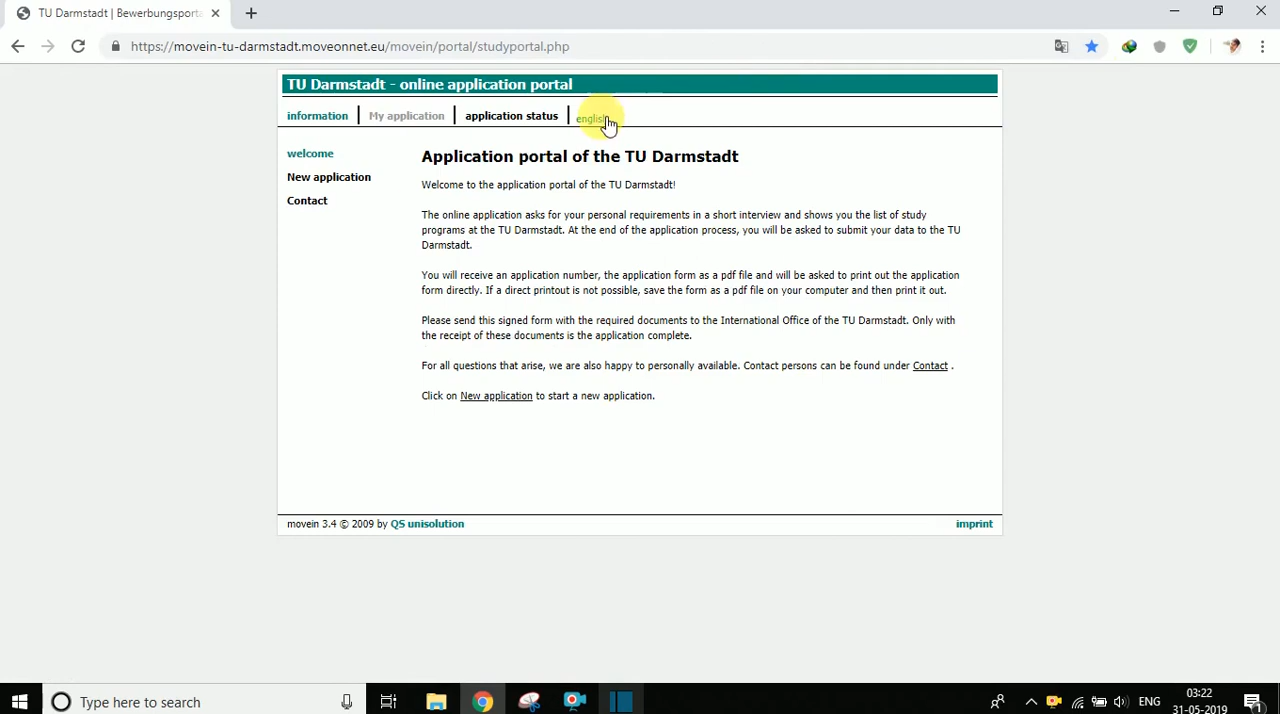 TU Darmstadt | Bewerbungsporta
https://movein-tu-darmstadt.moveonnet.eu/movein/portal/studyportal.php
TU Darmstadt - online application portal
information
My application
application status
english
welcome
New application
Contact
Application portal of the TU Darmstadt
Welcome to the application portal of the TU Darmstadt!
The online application asks for your personal requirements in a short interview and shows you the list of study
programs at the TU Darmstadt. At the end of the application process, you will be asked to submit your data to the TU
Darmstadt.
You will receive an application number, the application form as a pdf file and will be asked to print out the application
form directly. If a direct printout is not possible, save the form as a pdf file on your computer and then print it out.
Please send this signed form with the required documents to the International Office of the TU Darmstadt. Only with
the receipt of these documents is the application complete.
For all questions that arise, we are also happy to personally available. Contact persons can be found under Contact .
Click on New application to start a new application.
movein 3.4 © 2009 by QS unisolution
imprint
Type here to search
ENG
03:22
31-05-2019
1